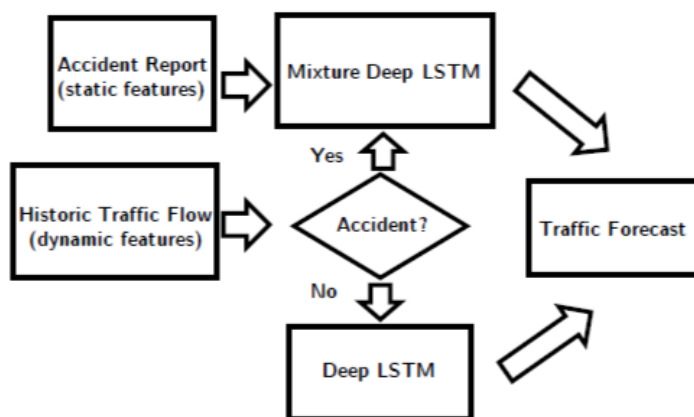 Accident Report
(static features)
Mixture Deep LSTM
Yes
Historic Traffic Flow
(dynamic features)
Accident?
Traffic Forecast
No
Deep LSTM